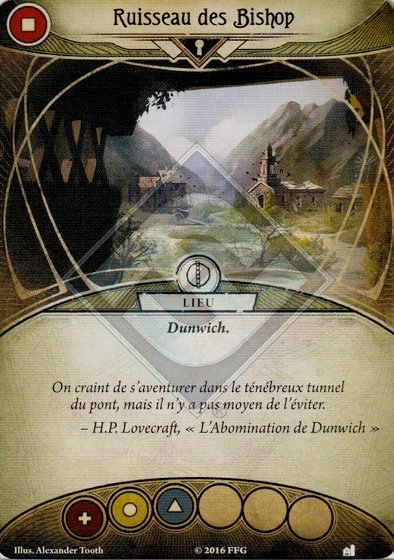 Ruisseau des Bishop
LIEU
Dunwich.
On craint de s'aventurer dans le ténébreux tunnel
du pont, mais il n'y a pas moyen de l'éviter.
– H.P. Lovecraft, « L'Abomination de Dunwich »
Illus. Alexander Tooth
© 2016 FFG